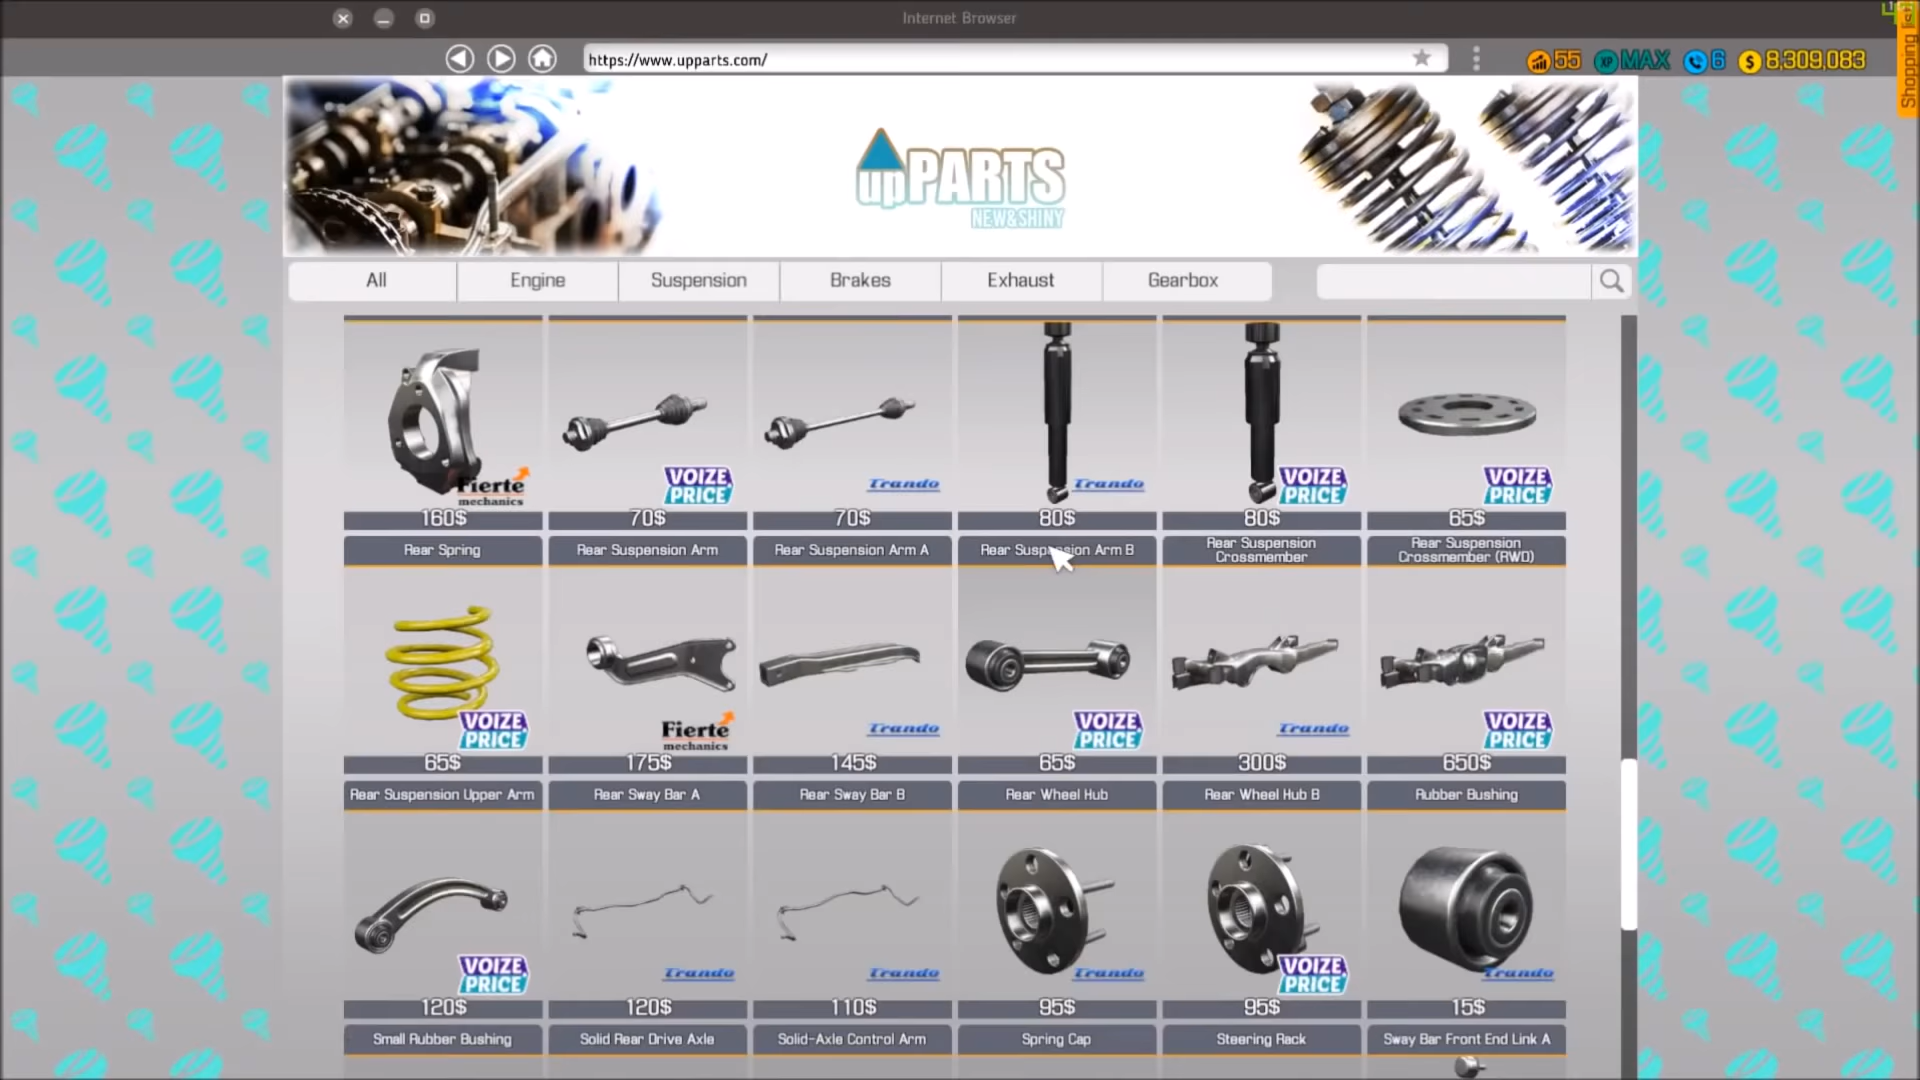 Internet Browser
https://www.upparts.com/
55
XP MAX
6
$ 8,309,083
Shopping list
upPARTS
NEW&SHINY
All
Engine
Suspension
Brakes
Exhaust
Gearbox
Fierte
mechanics
VOIZE
PRICE
Trando
Trando
VOIZE
PRICE
VOIZE
PRICE
160$
70$
70$
80$
80$
65$
Rear Spring
Rear Suspension Arm
Rear Suspension Arm A
Rear Suspension Arm B
Rear Suspension
Crossmember
Rear Suspension
Crossmember (RWD)
VOIZE
PRICE
Fierte
mechanics
Trando
VOIZE
PRICE
Trando
VOIZE
PRICE
65$
175$
145$
65$
300$
650$
Rear Suspension Upper Arm
Rear Sway Bar A
Rear Sway Bar B
Rear Wheel Hub
Rear Wheel Hub B
Rubber Bushing
VOIZE
PRICE
Trando
Trando
Trando
VOIZE
PRICE
Trando
120$
120$
110$
95$
95$
15$
Small Rubber Bushing
Solid Rear Drive Axle
Solid-Axle Control Arm
Spring Cap
Steering Rack
Sway Bar Front End Link A